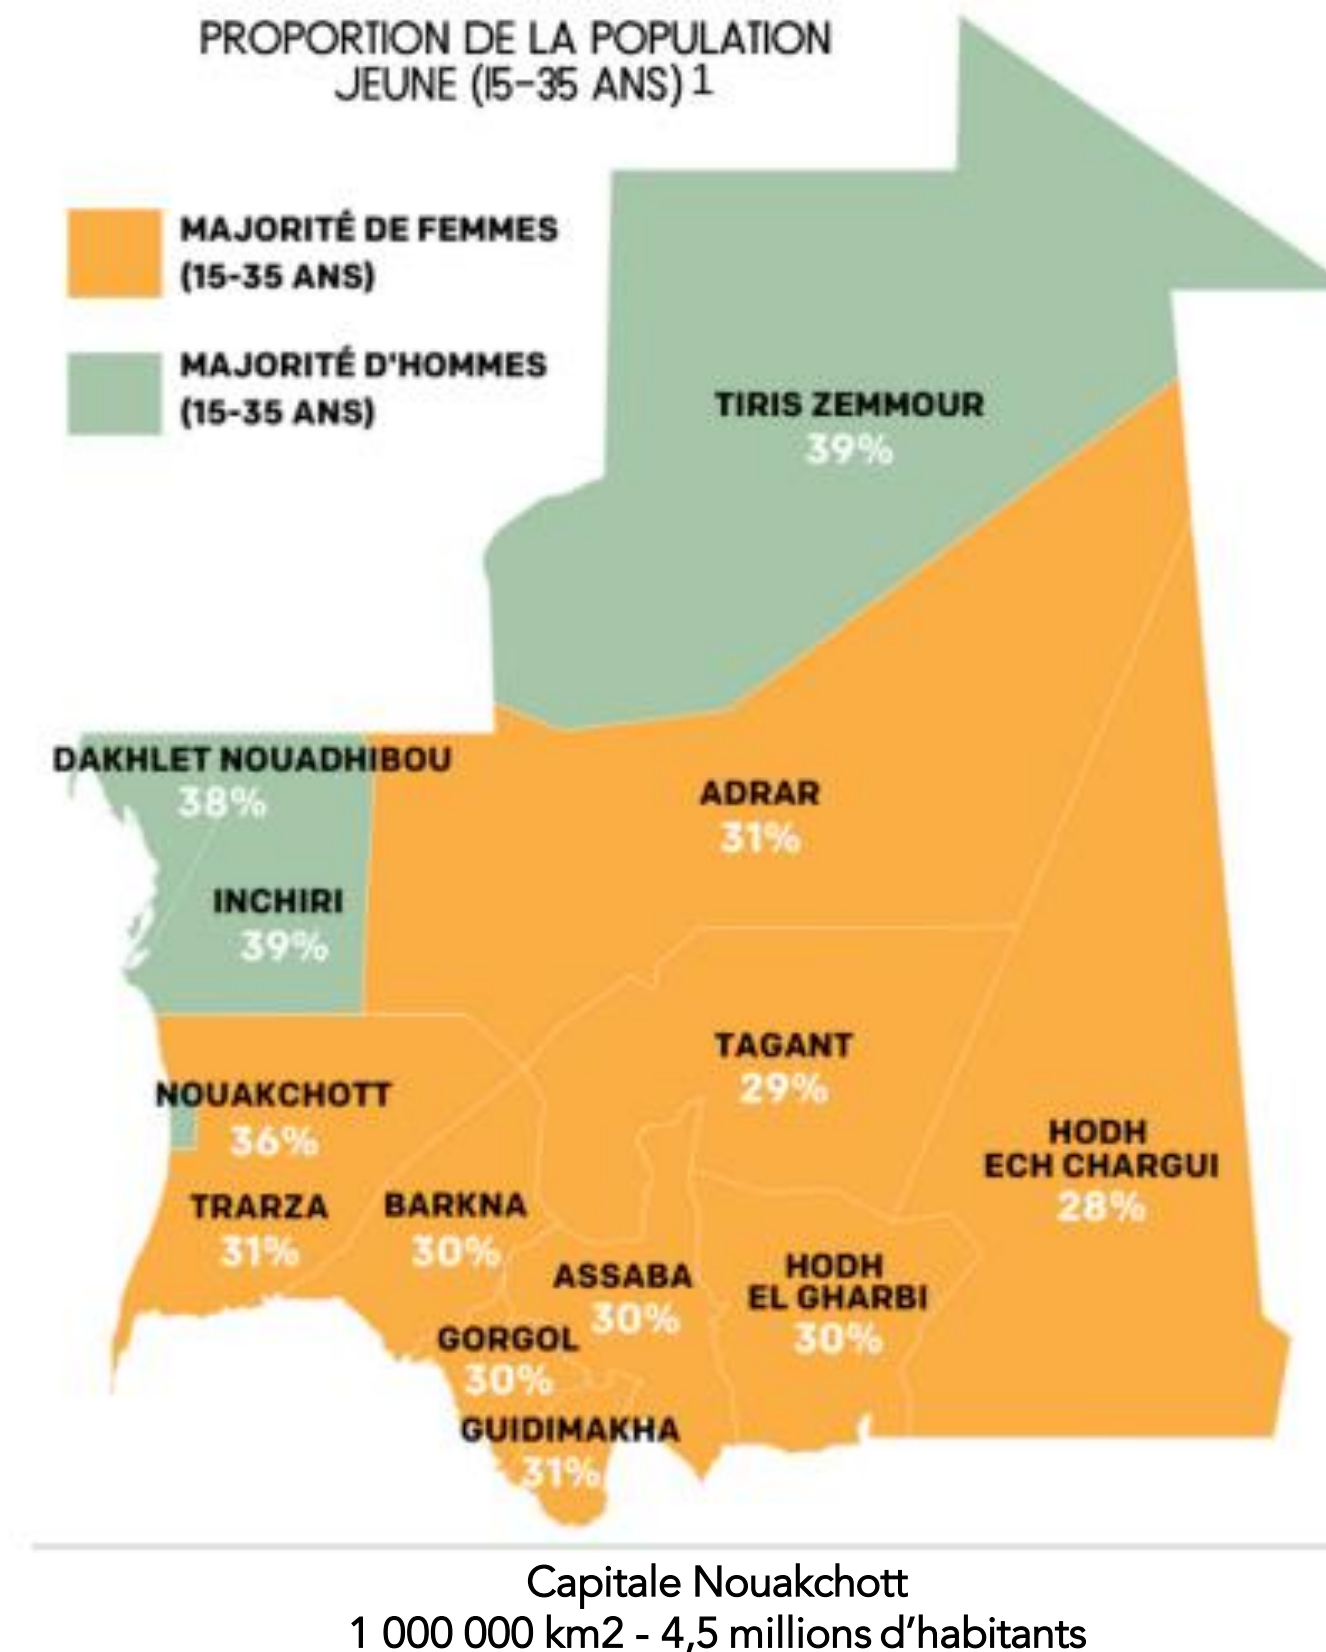 PROPORTION DE LA POPULATION
JEUNE (15-35 ANS) 1
MAJORITÉ DE FEMMES
(15-35 ANS)
MAJORITÉ D'HOMMES
(15-35 ANS)
TIRIS ZEMMOUR
39%
DAKHLET NOUADHIBOU
38%
ADRAR
31%
INCHIRI
39%
TAGANT
29%
NOUAKCHOTT
36%
HODH
ECH CHARGUI
28%
TRARZA
31%
BARKNA
30%
ASSABA
30%
HODH
EL GHARBI
30%
GORGOL
30%
GUIDIMAKHA
31%
Capitale Nouakchott
1 000 000 km2 - 4,5 millions d’habitants